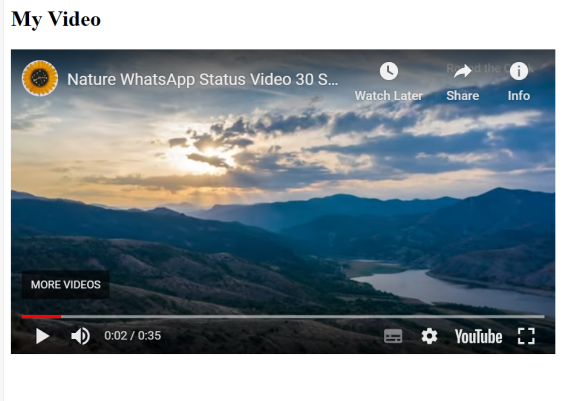 My Video
Nature WhatsApp Status Video 30 S...
Watch Later
Share
Info
MORE VIDEOS
0:02 / 0:35
YouTube